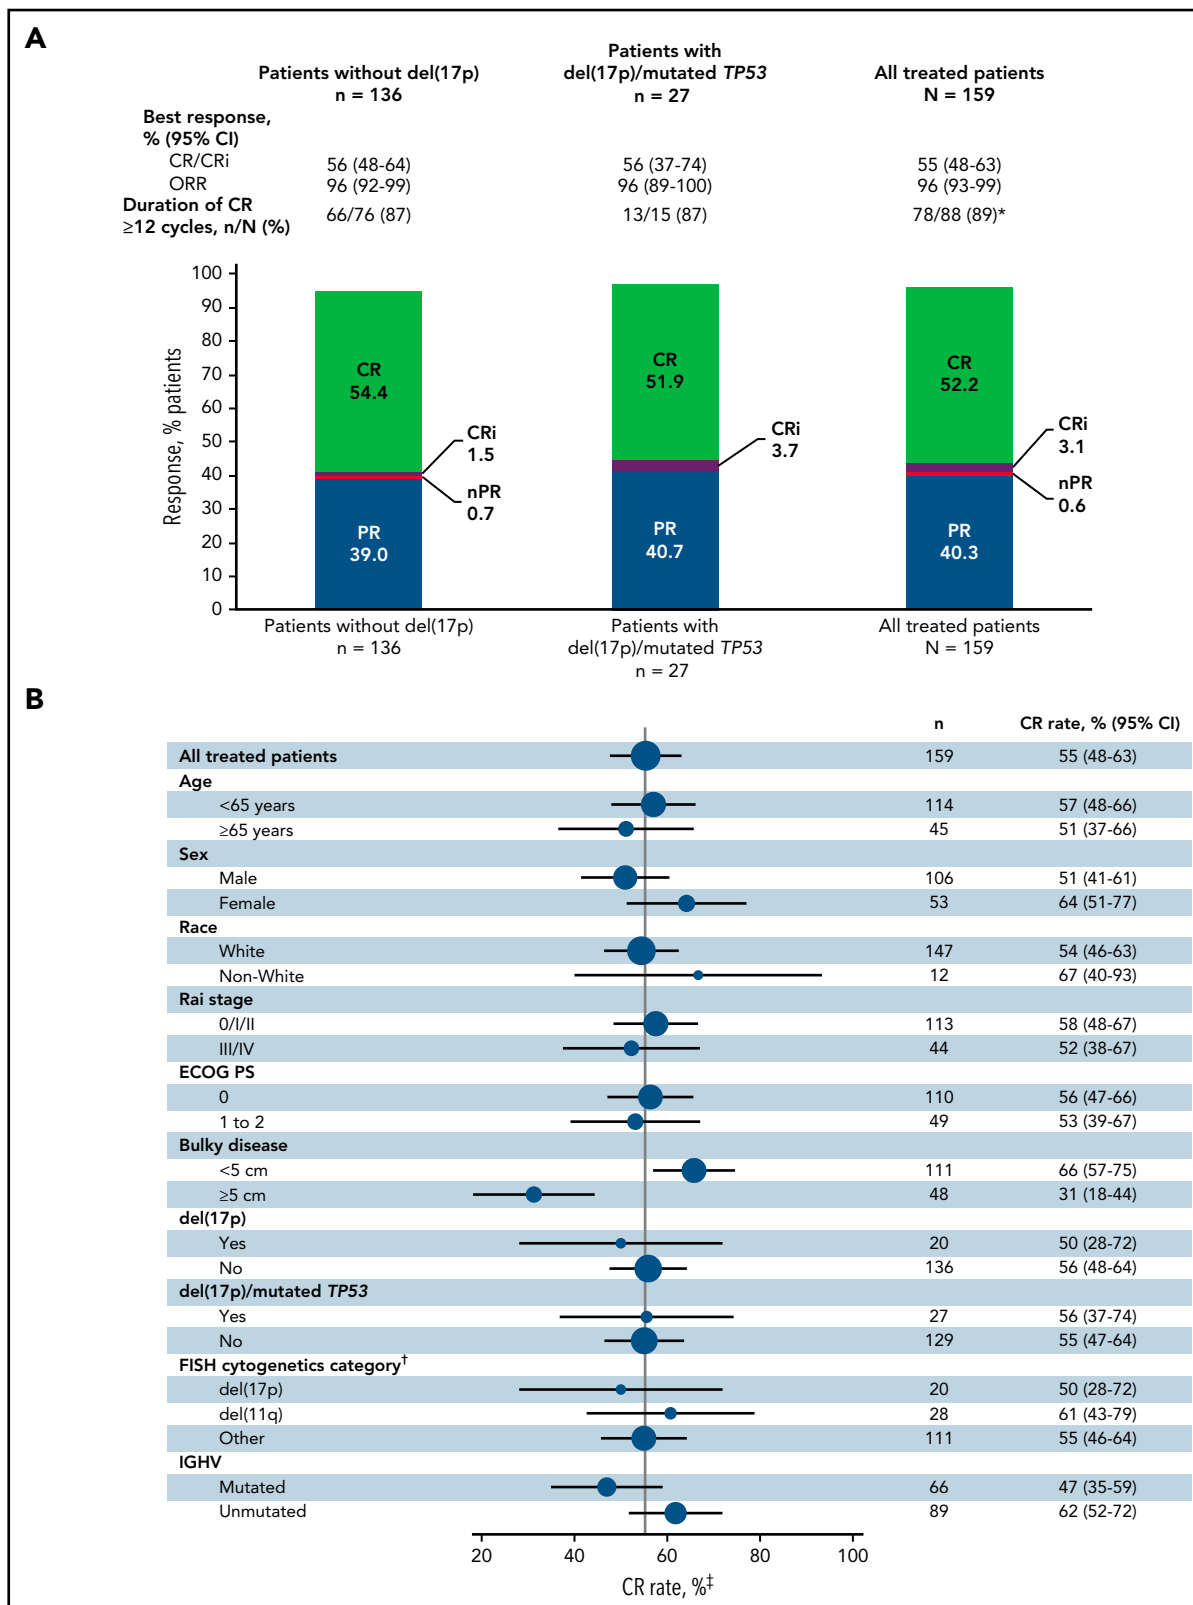 A
Patients without del(17p)
n = 136
Patients with
del(17p)/mutated TP53
n = 27
All treated patients
N = 159
Best response,
% (95% CI)
CR/CRi 56 (48-64) 56 (37-74) 55 (48-63)
ORR 96 (92-99) 96 (89-100) 96 (93-99)
Duration of CR
≥12 cycles, n/N (%) 66/76 (87) 13/15 (87) 78/88 (89)*
Response, % patients
100
90
80
70
60
50
40
30
20
10
0
CR
54.4
CRi
1.5
nPR
0.7
PR
39.0
CR
51.9
CRi
3.7
PR
40.7
CR
52.2
CRi
3.1
nPR
0.6
PR
40.3
Patients without del(17p)
n = 136
Patients with
del(17p)/mutated TP53
n = 27
All treated patients
N = 159
B
n CR rate, % (95% CI)
All treated patients 159 55 (48-63)
Age
<65 years 114 57 (48-66)
≥65 years 45 51 (37-66)
Sex
Male 106 51 (41-61)
Female 53 64 (51-77)
Race
White 147 54 (46-63)
Non-White 12 67 (40-93)
Rai stage
0/I/II 113 58 (48-67)
III/IV 44 52 (38-67)
ECOG PS
0 110 56 (47-66)
1 to 2 49 53 (39-67)
Bulky disease
<5 cm 111 66 (57-75)
≥5 cm 48 31 (18-44)
del(17p)
Yes 20 50 (28-72)
No 136 56 (48-64)
del(17p)/mutated TP53
Yes 27 56 (37-74)
No 129 55 (47-64)
FISH cytogenetics category†
del(17p) 20 50 (28-72)
del(11q) 28 61 (43-79)
Other 111 55 (46-64)
IGHV
Mutated 66 47 (35-59)
Unmutated 89 62 (52-72)
20 40 60 80 100
CR rate, %‡